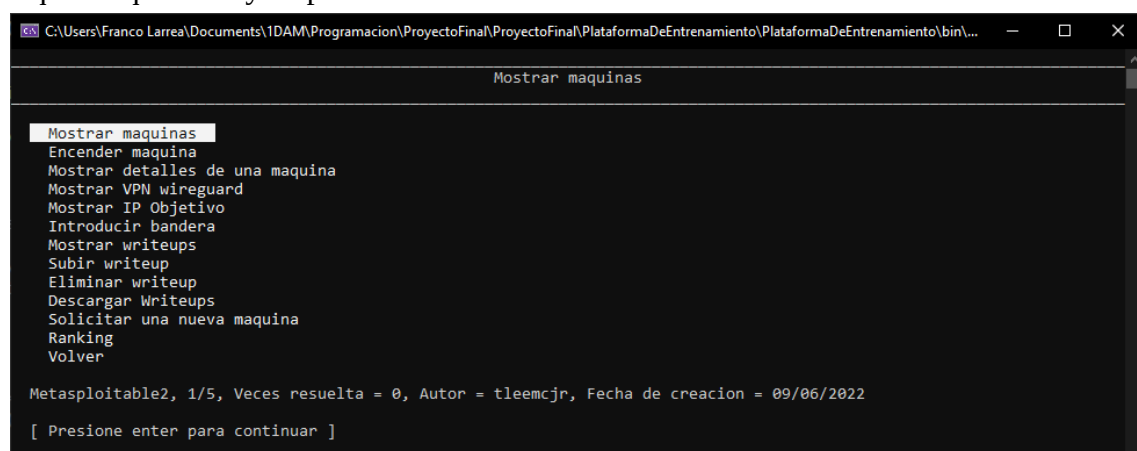 C:\Users\Franco Larrea\Documents\1DAM\Programacion\ProyectoFinal\ProyectoFinal\PlataformaDeEntrenamiento\PlataformaDeEntrenamiento\bin\...
Mostrar maquinas
Mostrar maquinas
Encender maquina
Mostrar detalles de una maquina
Mostrar VPN wireguard
Mostrar IP Objetivo
Introducir bandera
Mostrar writeups
Subir writeup
Eliminar writeup
Descargar Writeups
Solicitar una nueva maquina
Ranking
Volver
Metasploitable2, 1/5, Veces resuelta = 0, Autor = tleemcjr, Fecha de creacion = 09/06/2022
[ Presione enter para continuar ]